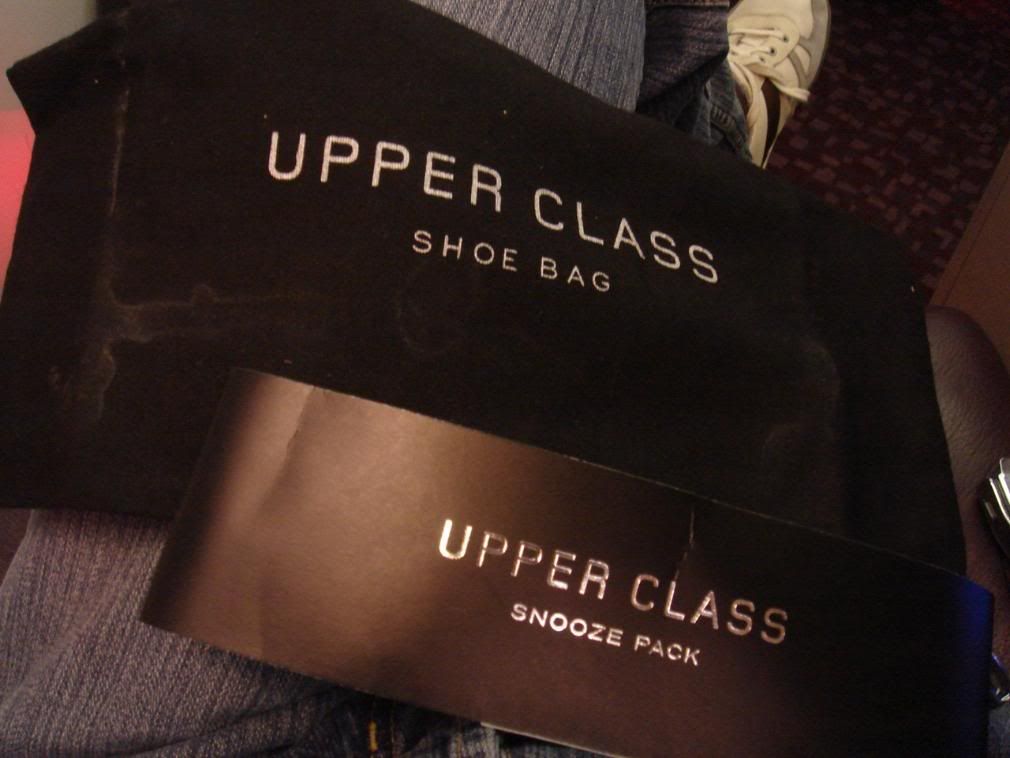 UPPER CLASS
SHOE BAG
UPPER CLASS
SNOOZE PACK